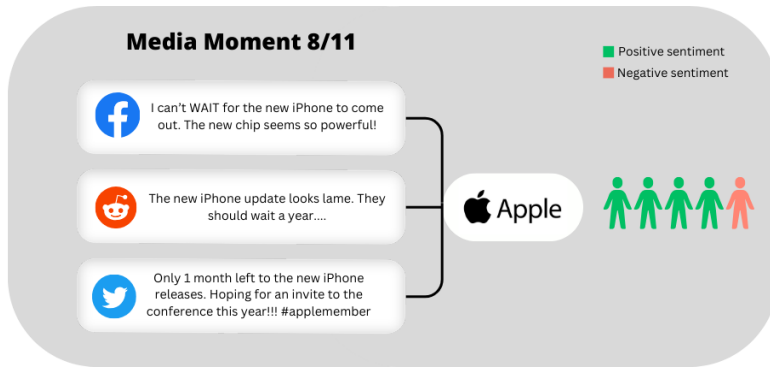 Media Moment 8/11
Positive sentiment
Negative sentiment
I can't WAIT for the new iPhone to come
out. The new chip seems so powerful!
The new iPhone update looks lame. They
should wait a year....
Only 1 month left to the new iPhone
releases. Hoping for an invite to the
conference this year!!! #applemember
Apple